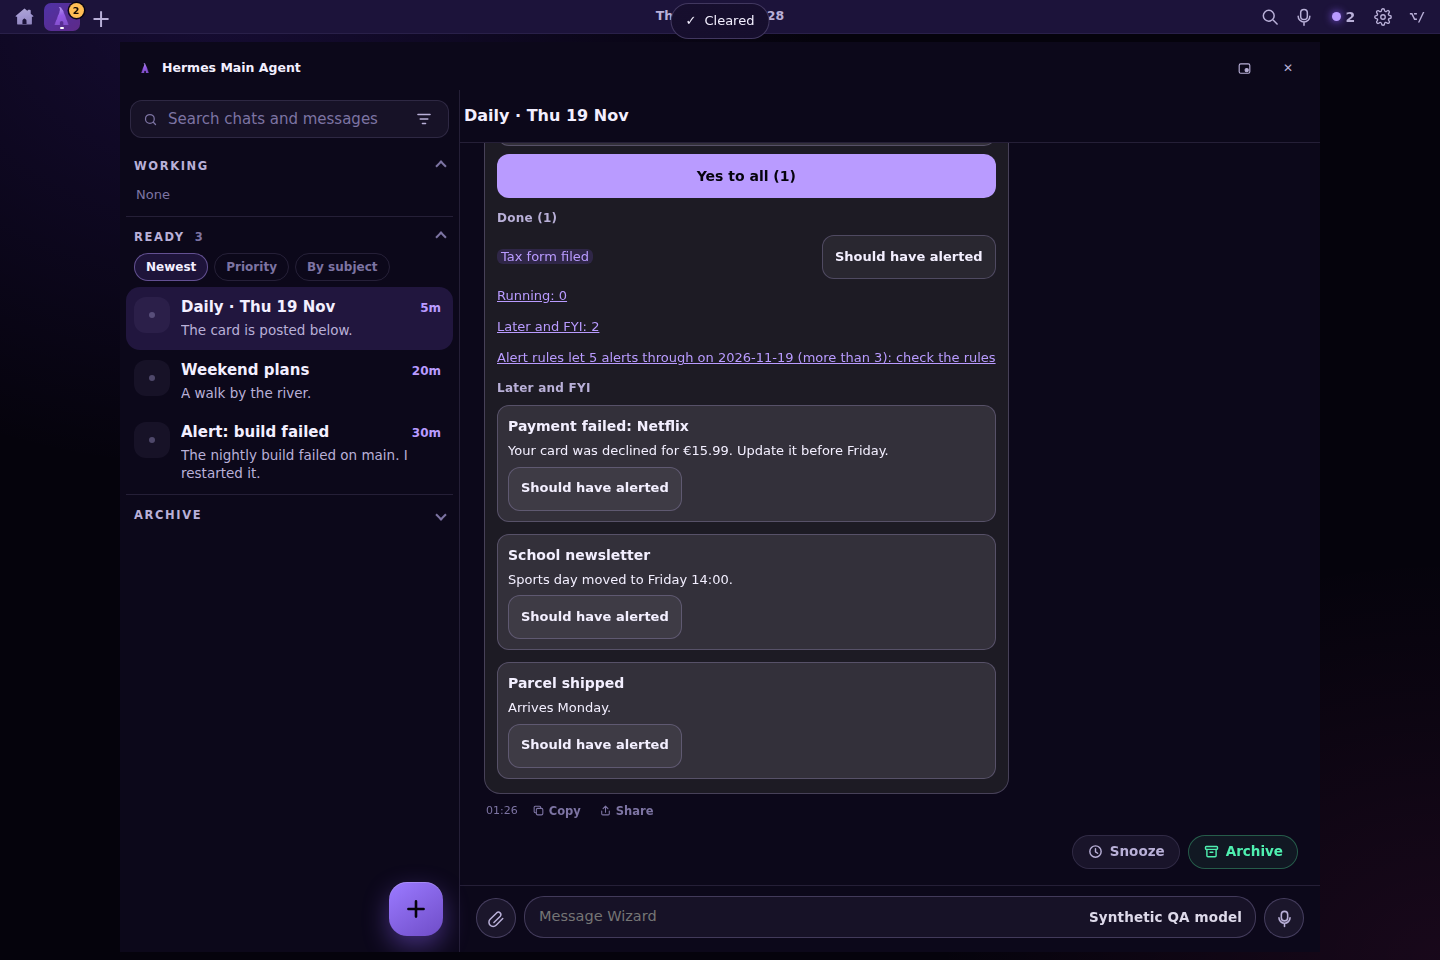 2
Th
✓ Cleared
28
2
⌥/
Hermes Main Agent
Search chats and messages
WORKING
None
READY 3
Newest Priority By subject
Daily · Thu 19 Nov 5m
The card is posted below.
Weekend plans 20m
A walk by the river.
Alert: build failed 30m
The nightly build failed on main. I
restarted it.
ARCHIVE
Daily · Thu 19 Nov
Yes to all (1)
Done (1)
Tax form filed Should have alerted
Running: 0
Later and FYI: 2
Alert rules let 5 alerts through on 2026-11-19 (more than 3): check the rules
Later and FYI
Payment failed: Netflix
Your card was declined for €15.99. Update it before Friday.
Should have alerted
School newsletter
Sports day moved to Friday 14:00.
Should have alerted
Parcel shipped
Arrives Monday.
Should have alerted
01:26 Copy Share
Snooze Archive
Message Wizard Synthetic QA model